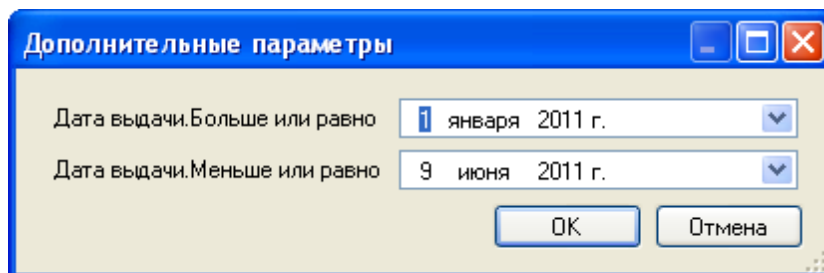 Дополнительные параметры
Дата выдачи.Больше или равно 1 января 2011 г.
Дата выдачи.Меньше или равно 9 июня 2011 г.
OK Отмена